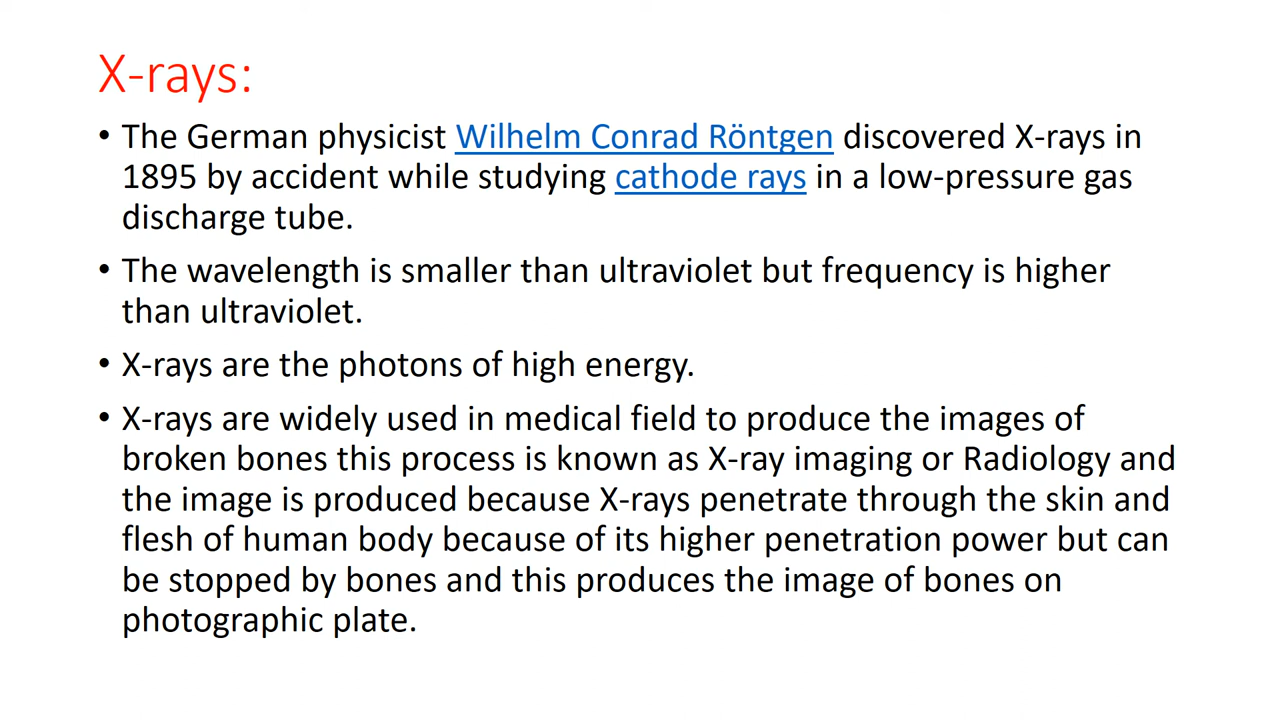 X-rays:
• The German physicist Wilhelm Conrad Röntgen discovered X-rays in
1895 by accident while studying cathode rays in a low-pressure gas
discharge tube.
• The wavelength is smaller than ultraviolet but frequency is higher
than ultraviolet.
• X-rays are the photons of high energy.
• X-rays are widely used in medical field to produce the images of
broken bones this process is known as X-ray imaging or Radiology and
the image is produced because X-rays penetrate through the skin and
flesh of human body because of its higher penetration power but can
be stopped by bones and this produces the image of bones on
photographic plate.